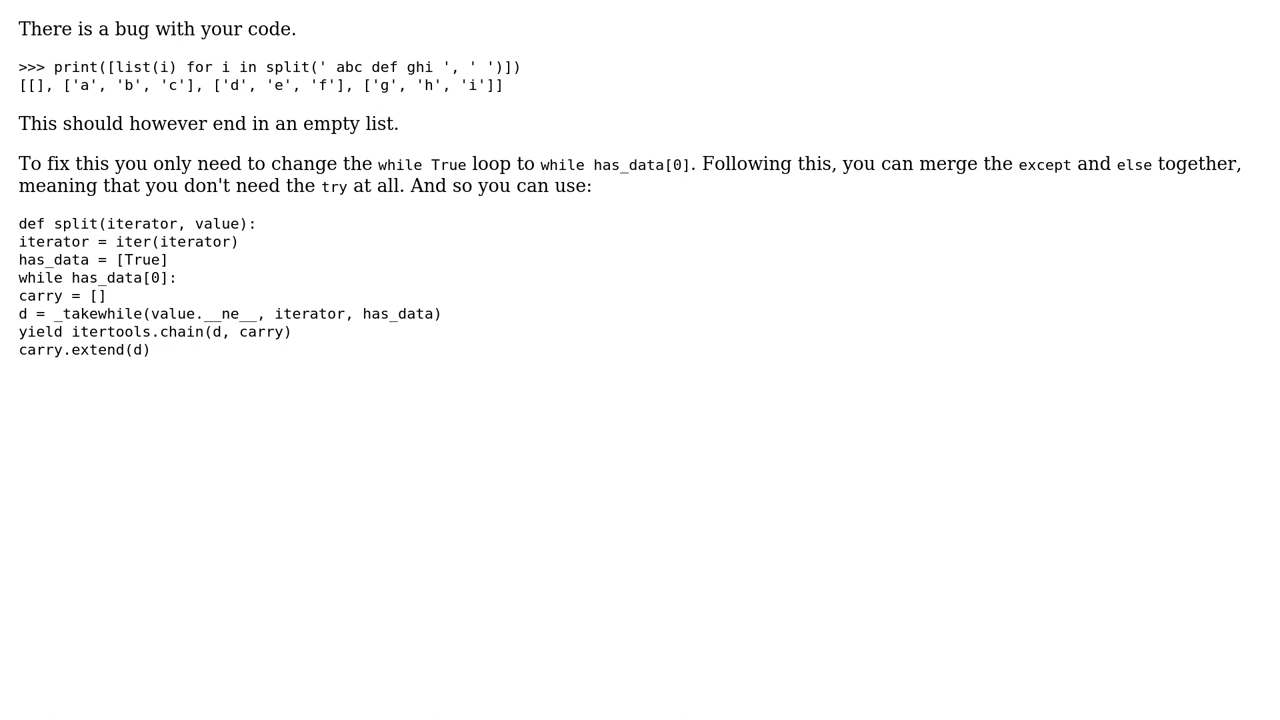 There is a bug with your code.
>>> print([list(i) for i in split(' abc def ghi ', ' ')])
[[], ['a', 'b', 'c'], ['d', 'e', 'f'], ['g', 'h', 'i']]
This should however end in an empty list.
To fix this you only need to change the while True loop to while has_data[0]. Following this, you can merge the except and else together,
meaning that you don't need the try at all. And so you can use:
def split(iterator, value):
iterator = iter(iterator)
has_data = [True]
while has_data[0]:
carry = []
d = _takewhile(value.__ne__, iterator, has_data)
yield itertools.chain(d, carry)
carry.extend(d)